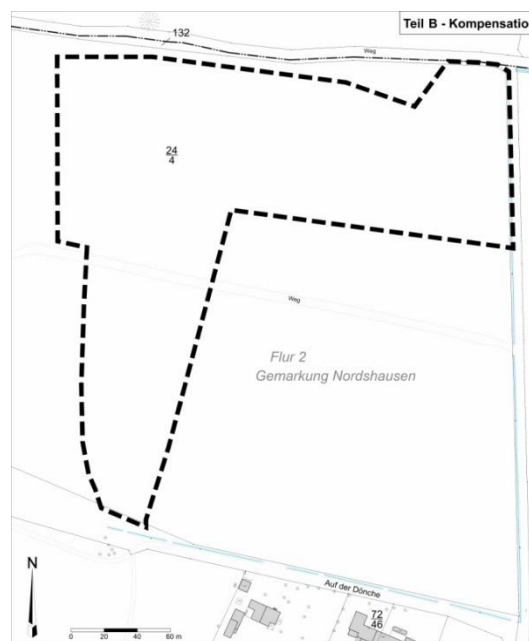 Teil B - Kompensatio
132
Weg
24
4
Weg
Flur 2
Gemarkung Nordshausen
Auf der Dönche
N
0 20 40 60 m
72
46